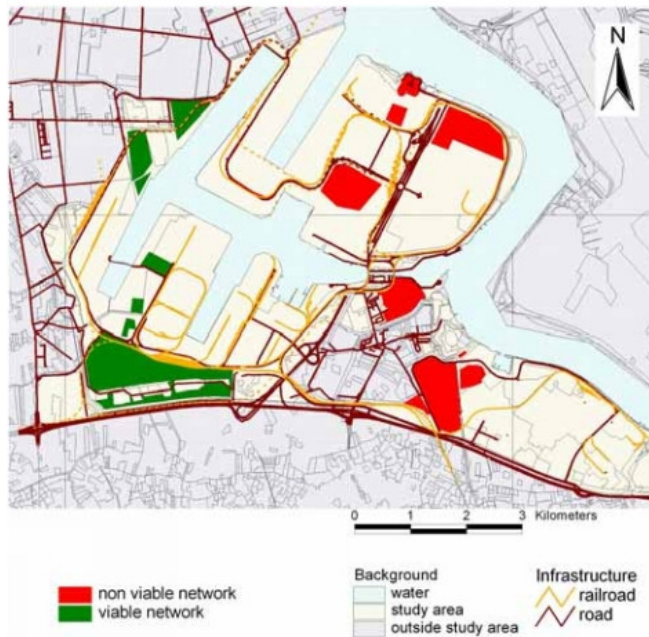 N
0 1 2 3 Kilometers
non viable network
viable network
Background
water
study area
outside study area
Infrastructure
railroad
road